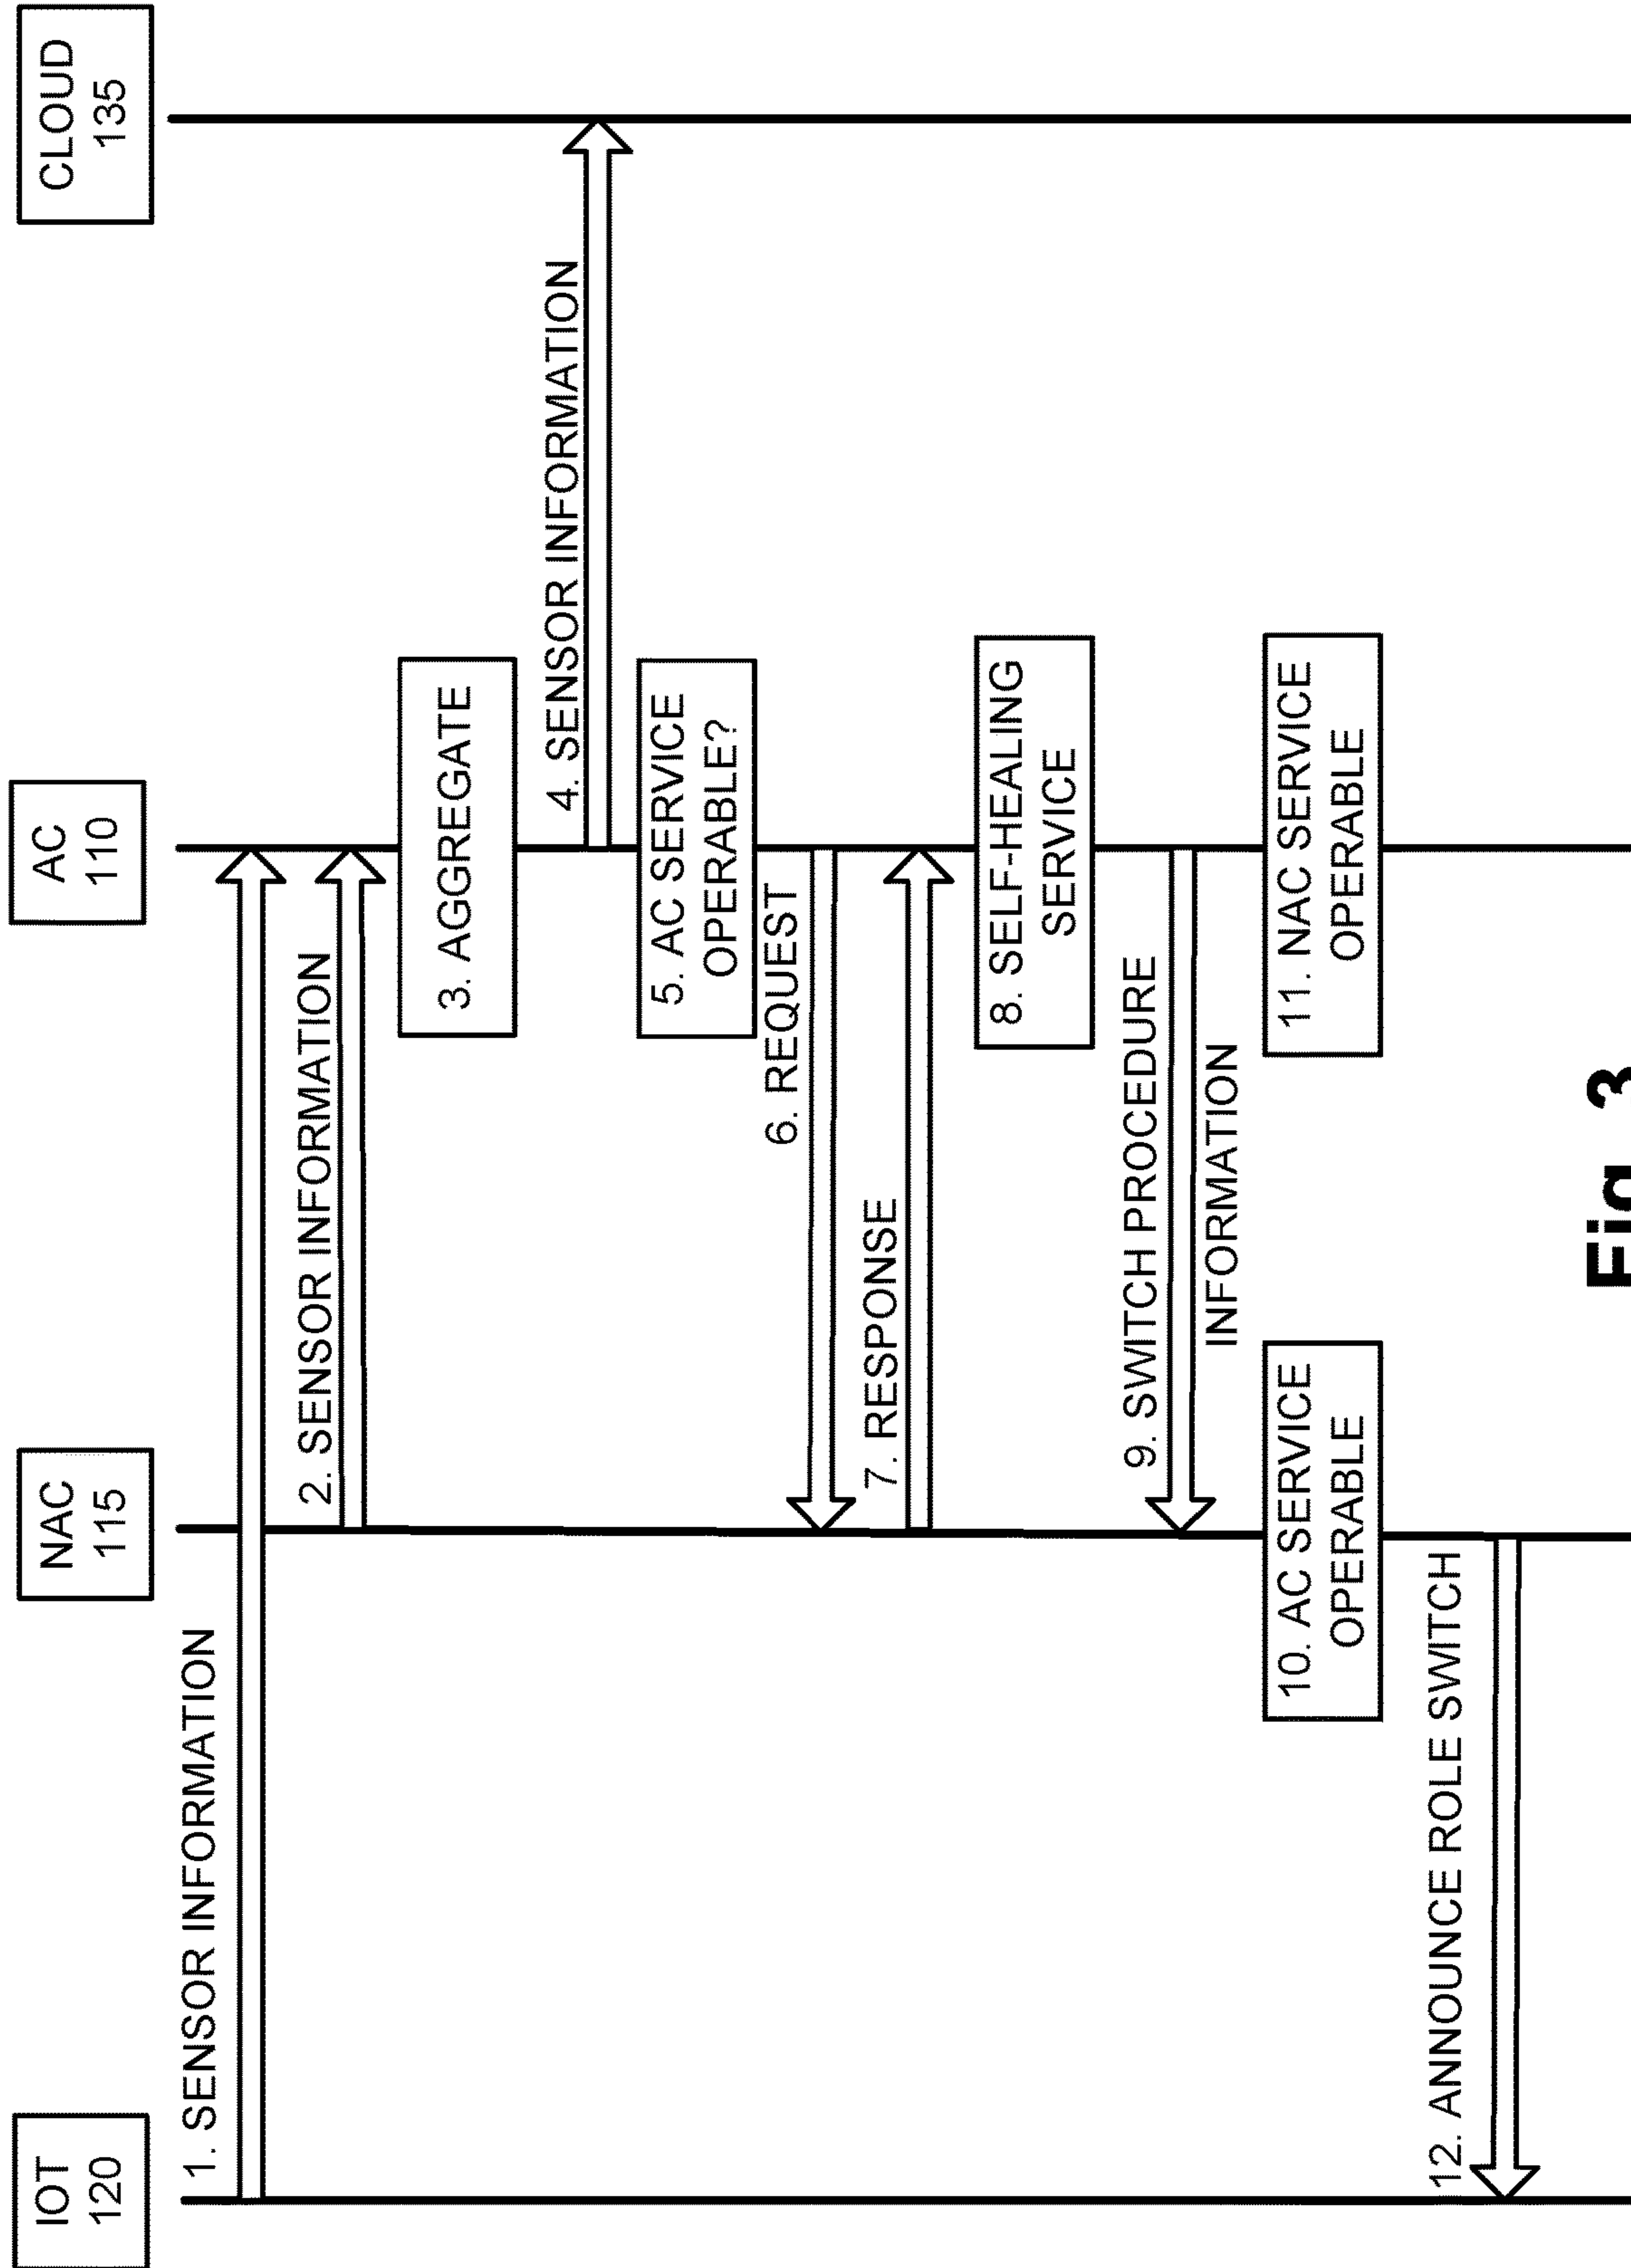 IOT
120
NAC
115
AC
110
CLOUD
135
1. SENSOR INFORMATION
2. SENSOR INFORMATION
3. AGGREGATE
4. SENSOR INFORMATION
5. AC SERVICE
OPERABLE?
6. REQUEST
7. RESPONSE
8. SELF-HEALING
SERVICE
9. SWITCH PROCEDURE
INFORMATION
10. AC SERVICE
OPERABLE
11. NAC SERVICE
OPERABLE
12. ANNOUNCE ROLE SWITCH
Fig. 3